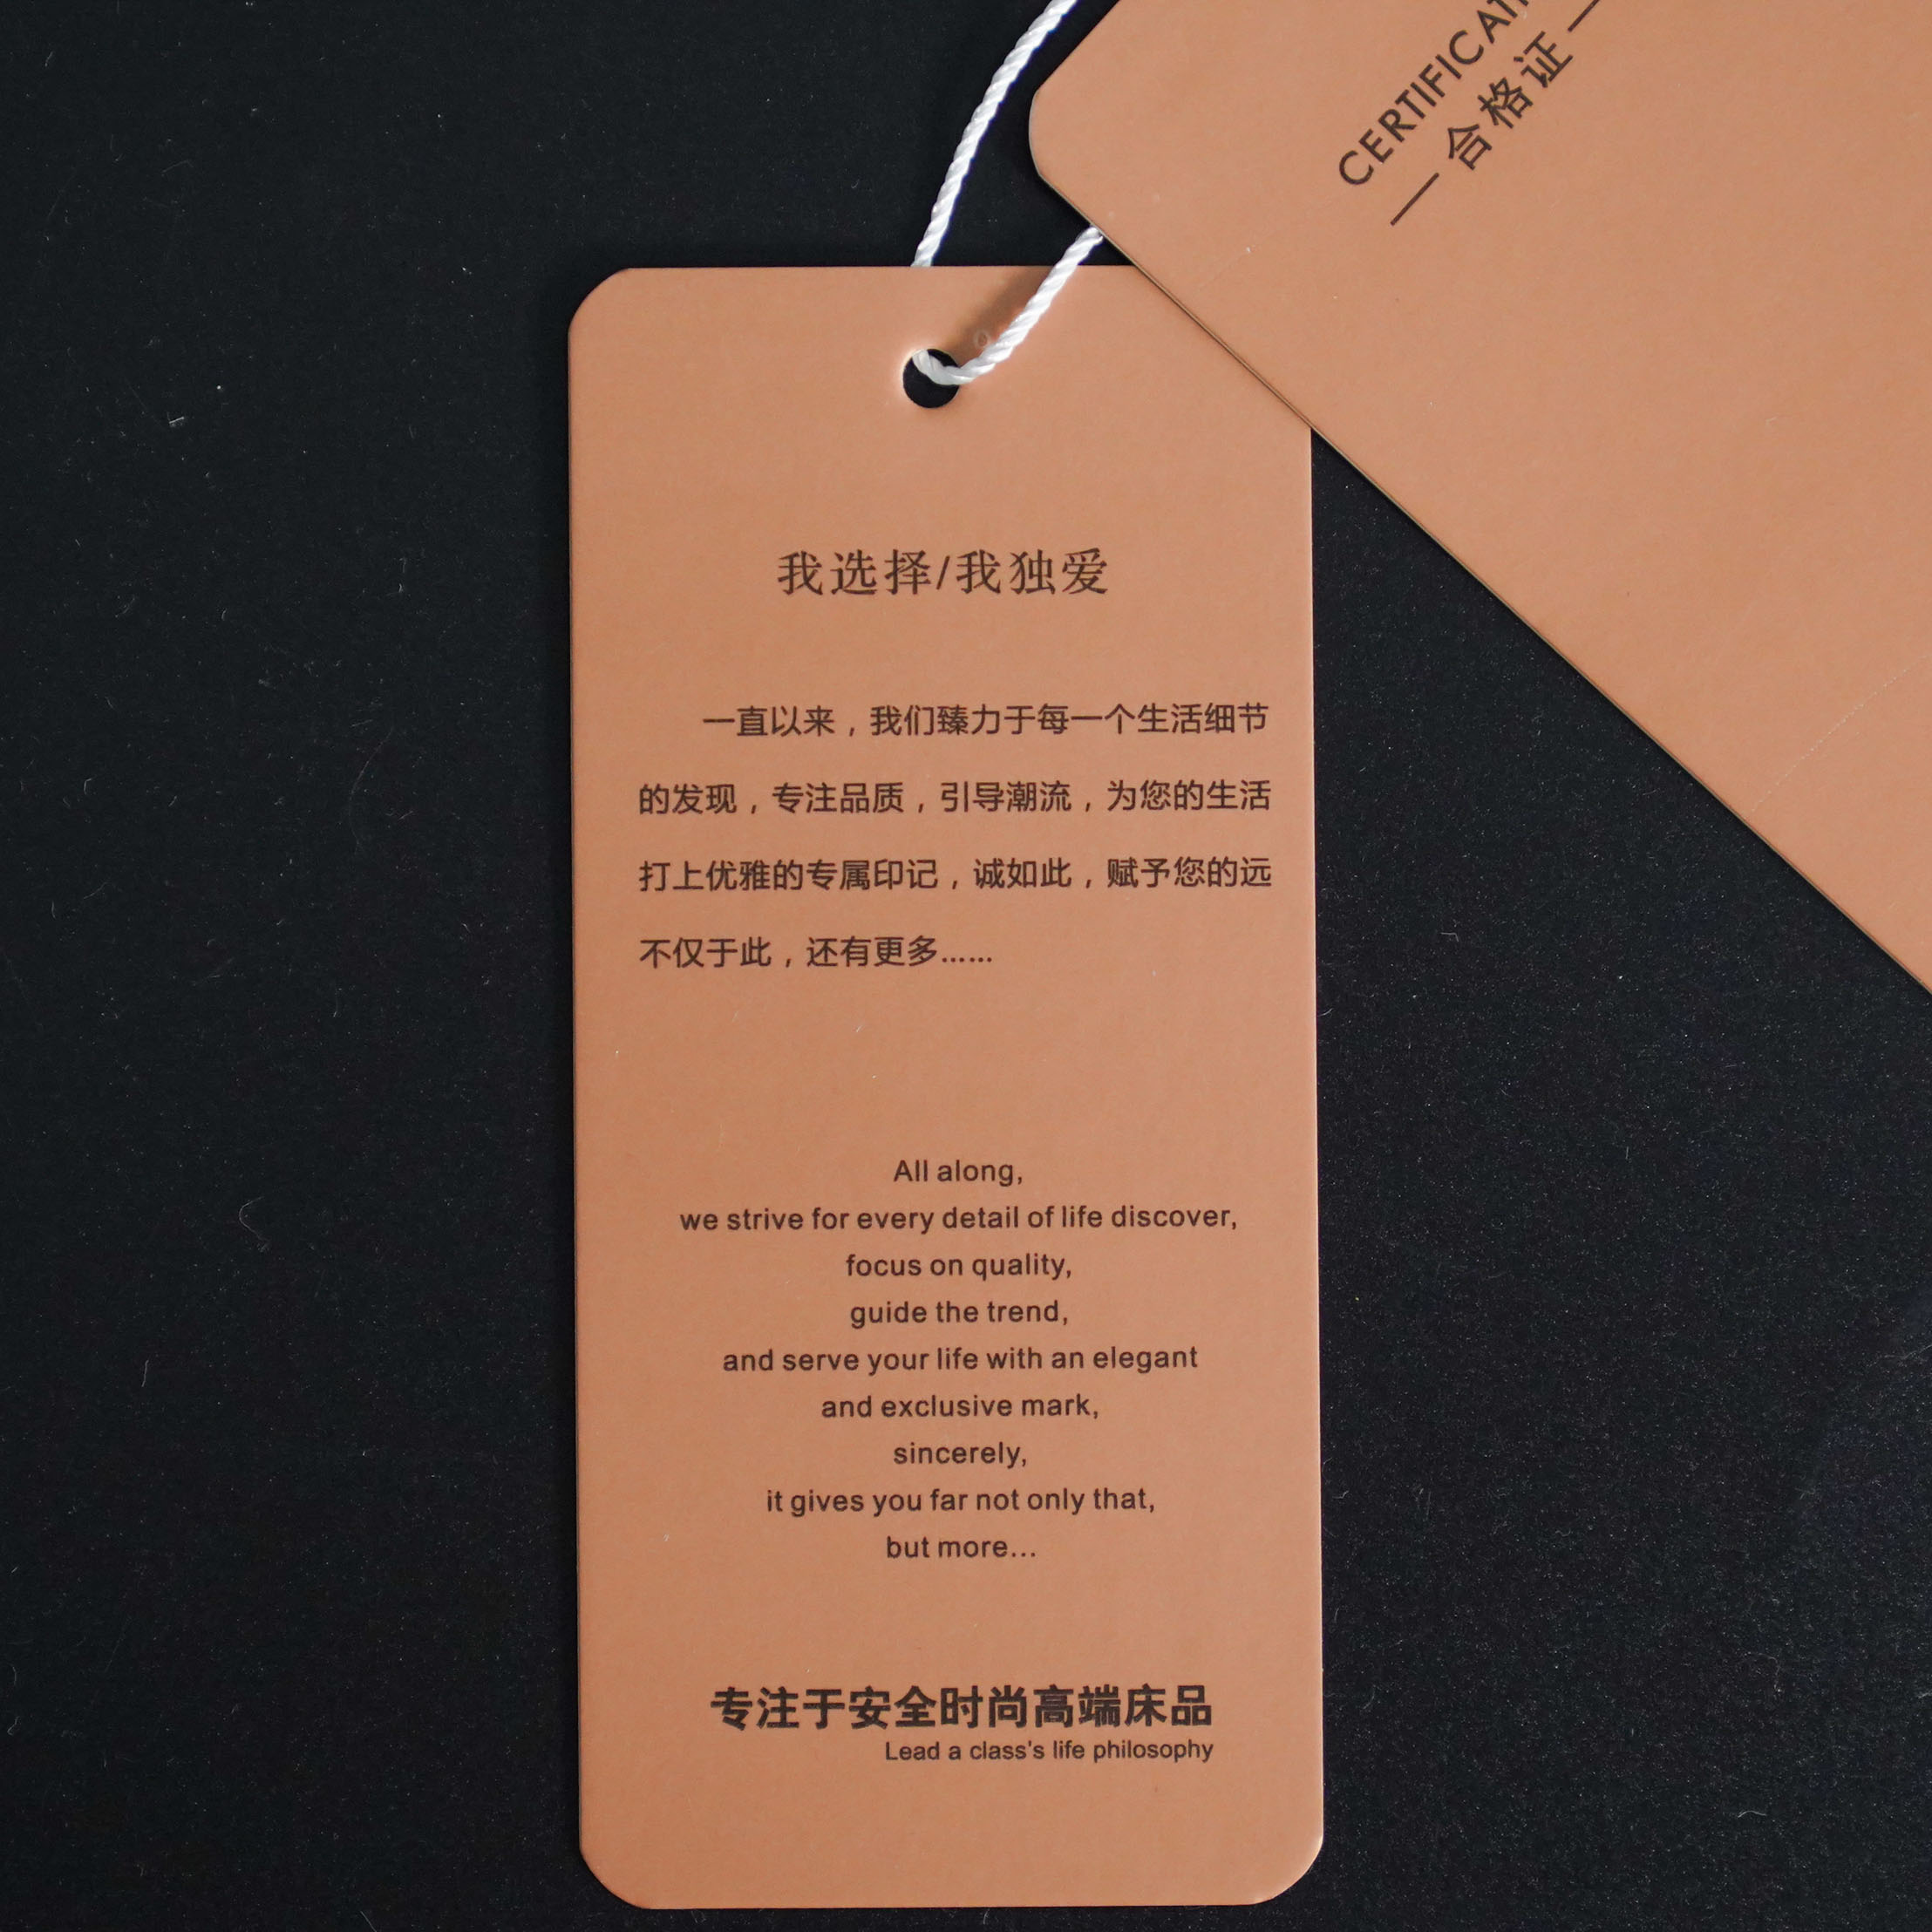 — 合格证 —
我选择/我独爱
一直以来，我们臻力于每一个生活细节
的发现，专注品质，引导潮流，为您的生活
打上优雅的专属印记，诚如此，赋予您的远
不仅于此，还有更多……
All along,
we strive for every detail of life discover,
focus on quality,
guide the trend,
and serve your life with an elegant
and exclusive mark,
sincerely,
it gives you far not only that,
but more...
专注于安全时尚高端床品
Lead a class's life philosophy